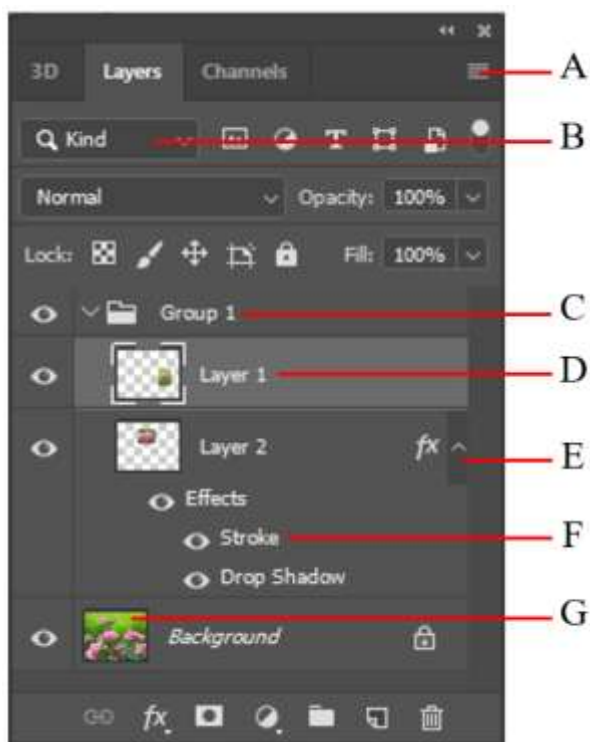 3D Layers Channels A
Kind T B
Normal Opacity: 100%
Lock: Fill: 100%
Group 1 C
Layer 1 D
Layer 2 fx E
Effects
Stroke F
Drop Shadow
G
Background
fx